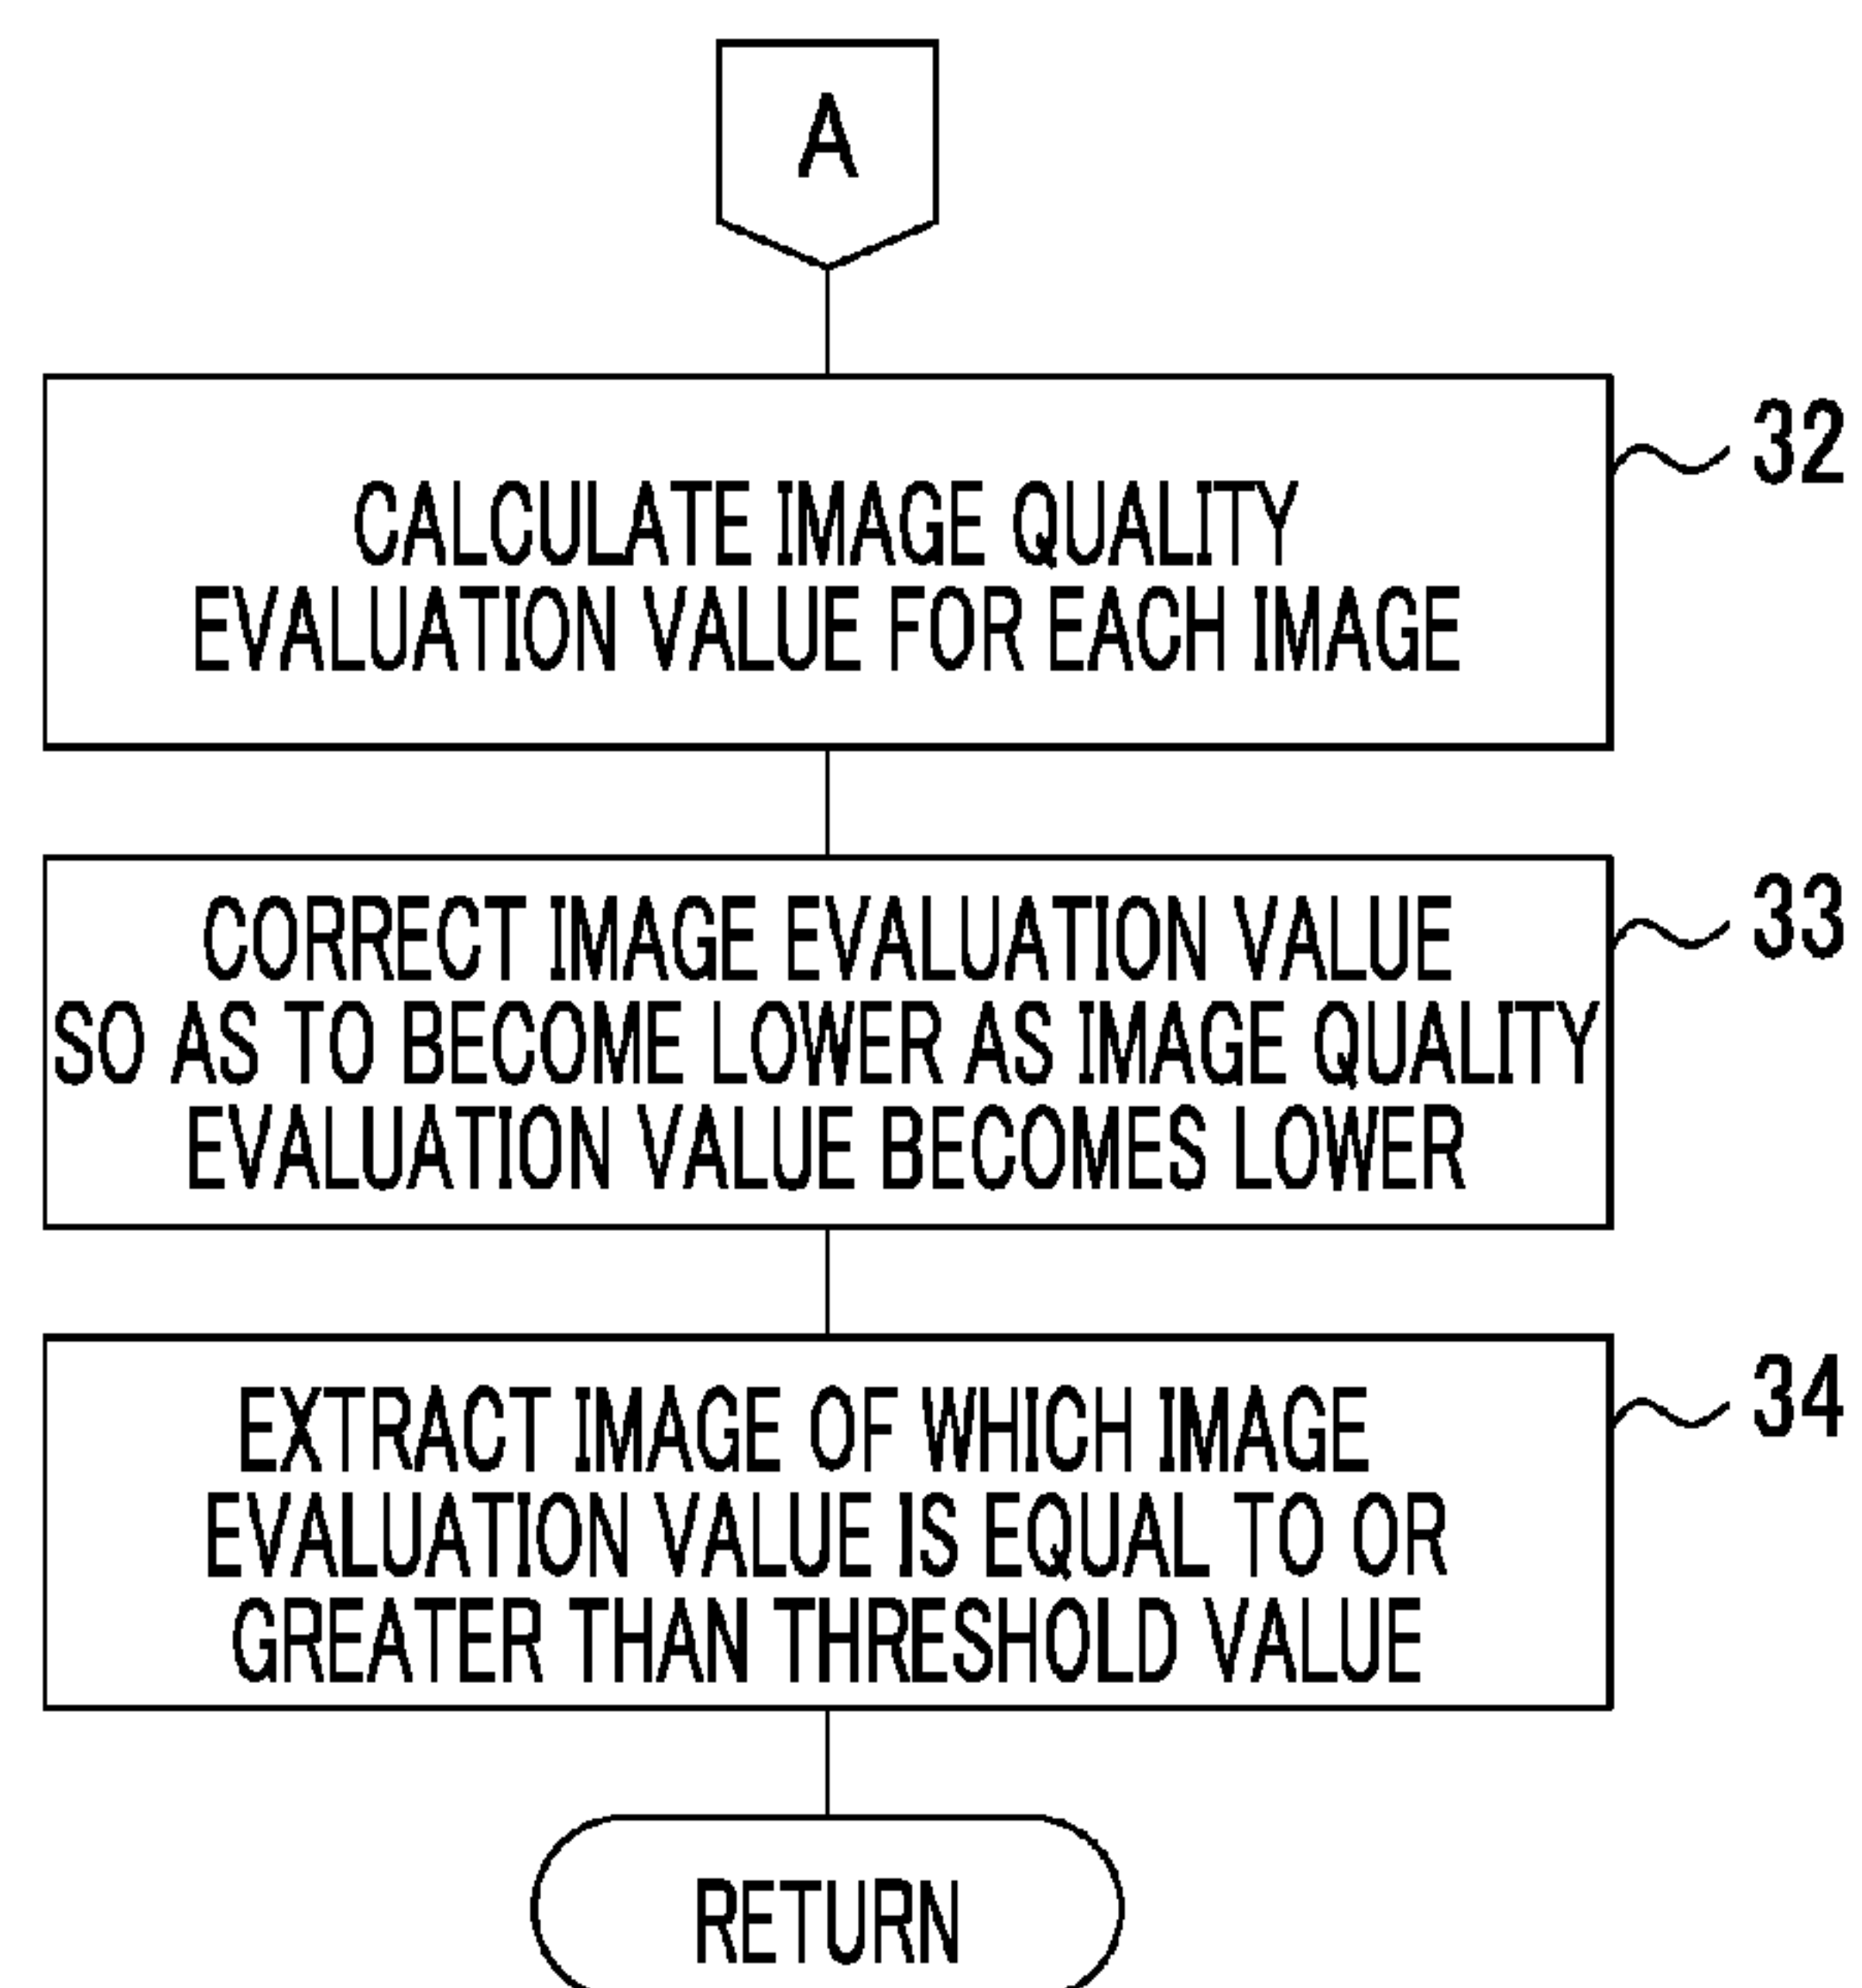 A
CALCULATE IMAGE QUALITY
EVALUATION VALUE FOR EACH IMAGE
32
CORRECT IMAGE EVALUATION VALUE
SO AS TO BECOME LOWER AS IMAGE QUALITY
EVALUATION VALUE BECOMES LOWER
33
EXTRACT IMAGE OF WHICH IMAGE
EVALUATION VALUE IS EQUAL TO OR
GREATER THAN THRESHOLD VALUE
34
RETURN